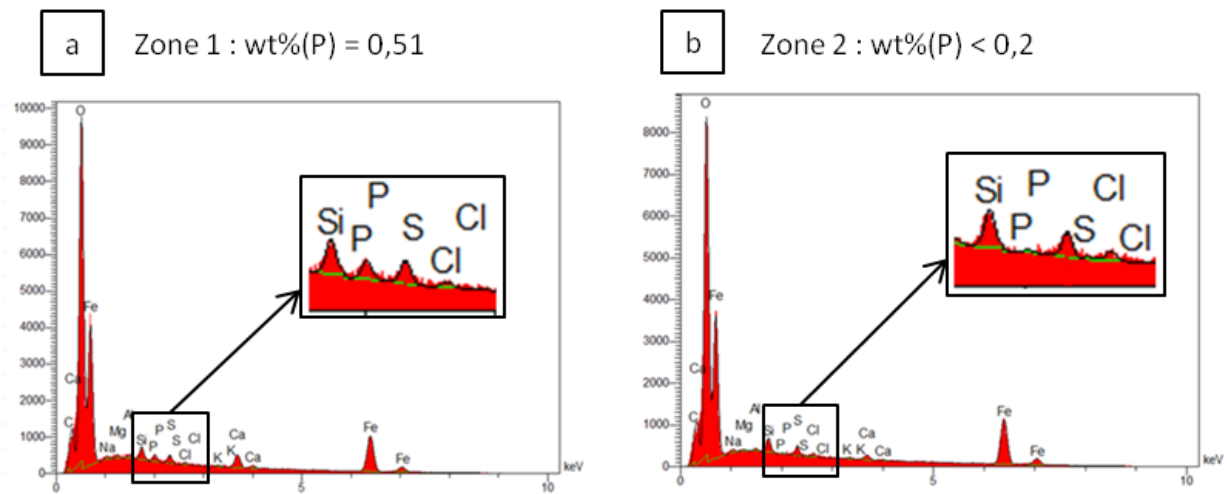 a
Zone 1 : wt%(P) = 0,51
10000
9000
8000
7000
6000
5000
4000
3000
2000
1000
0
O
Fe
Ca
C
Na
Mg
Al
Si
P
P
S
S
Cl
Cl
K
K
Ca
Ca
Fe
Fe
0
5
10
keV
Si
P
P
S
Cl
Cl
b
Zone 2 : wt%(P) < 0,2
8000
7000
6000
5000
4000
3000
2000
1000
0
O
Fe
Ca
C
Na
Mg
Al
Si
P
P
S
S
Cl
Cl
K
K
Ca
Ca
Fe
Fe
0
5
10
keV
Si
P
P
S
Cl
Cl